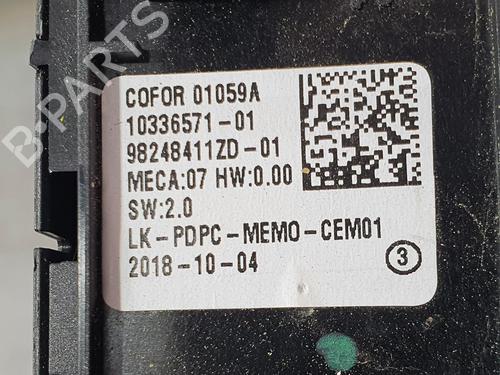 COFOR 01059A
10336571-01
98248411ZD-01
MECA:07 HW:0.00
SW:2.0
LK-PDPC-MEMO-CEM01
2018-10-04
3
B-PARTS